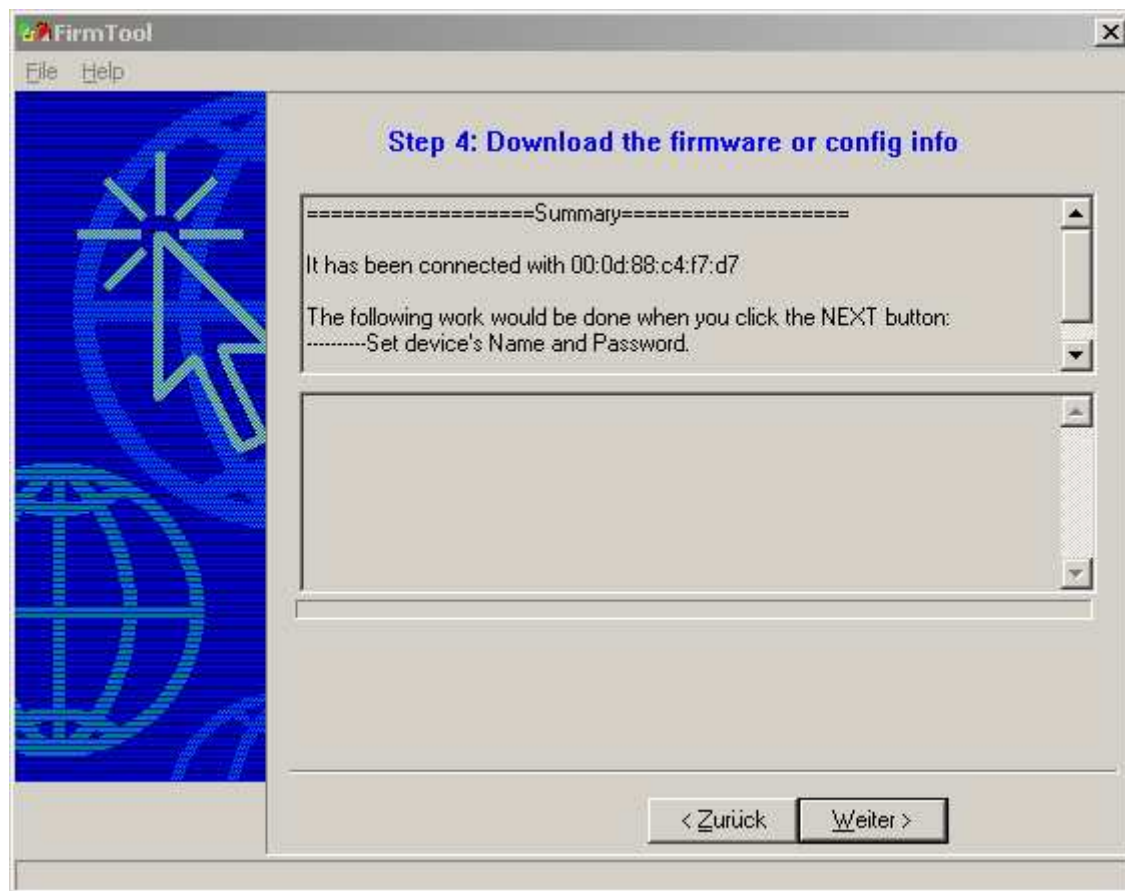 FirmTool
File Help
Step 4: Download the firmware or config info
===================Summary===================
It has been connected with 00:0d:88:c4:f7:d7
The following work would be done when you click the NEXT button:
---------Set device's Name and Password.
< Zurück
Weiter >